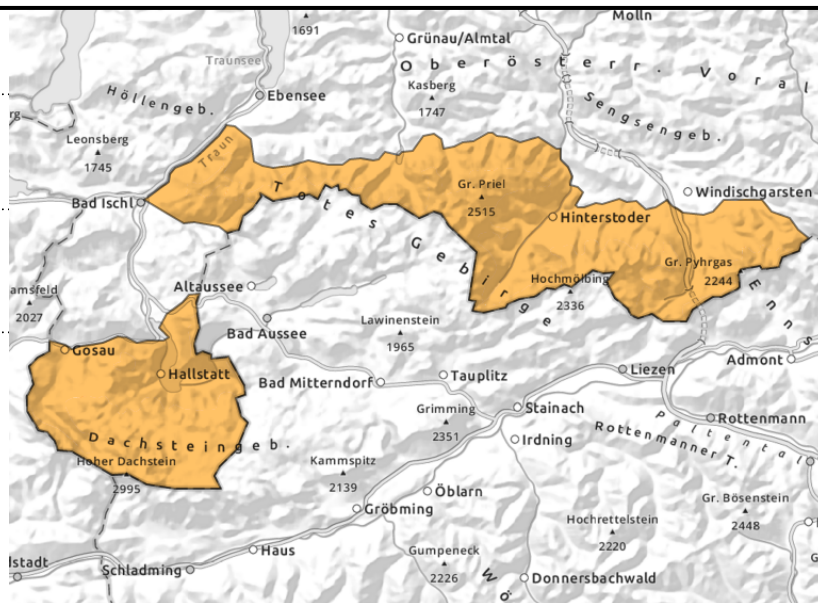 1691
Molln
Grünau/Almtal
Traunsee
Oberösterr. Voral
Kasberg
1747
Höllengeb.
Ebensee
Sengsengeb.
rg
Leonsberg
1745
Traun
Gr. Priel
2515
Windischgarsten
Bad Ischl
Totes Gebirge
Hinterstoder
Gr. Pyhrgas
2244
Altaussee
Hochmölbing
2336
Enns
amsfeld
2027
Bad Aussee
Lawinenstein
1965
Gosau
Admont
Hallstatt
Bad Mitterndorf
Tauplitz
Liezen
Grimming
2351
Stainach
Rottenmann
Paltental
Dachsteingeb.
Irdning
Rottenmanner T.
Hoher Dachstein
2995
Kammspitz
2139
Öblarn
Gr. Bösenstein
2448
Gröbming
Hochrettelstein
2220
Haus
Gumpeneck
2226
lstadt
Schladming
Wö
Donnersbachwald